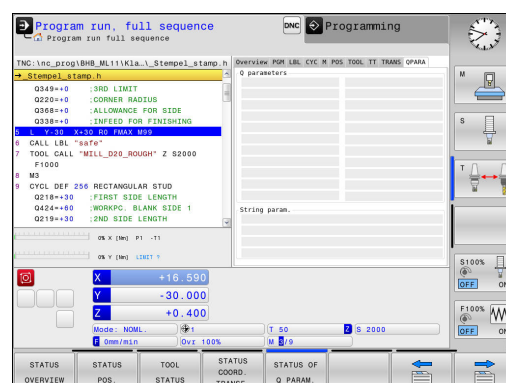 Program run, full sequence
Program run full sequence
DNC
Programming
TNC:\nc_prog\BHB_ML11\Kla…\_Stempel_stamp.h
→_Stempel_stamp.h
Q349=+0 ;3RD LIMIT
Q220=+0 ;CORNER RADIUS
Q368=+0 ;ALLOWANCE FOR SIDE
Q338=+0 ;INFEED FOR FINISHING
5 L Y-30 X+30 R0 FMAX M99
6 CALL LBL "safe"
7 TOOL CALL "MILL_D20_ROUGH" Z S2000
F1000
8 M3
9 CYCL DEF 256 RECTANGULAR STUD
Q218=+30 ;FIRST SIDE LENGTH
Q424=+60 ;WORKPC. BLANK SIDE 1
Q219=+30 ;2ND SIDE LENGTH
Overview PGM LBL CYC M POS TOOL TT TRANS QPARA
Q parameters
String param.
0% X [Nm] P1 -T1
0% Y [Nm] LIMIT ?
X +16.590
Y -30.000
Z +0.400
Mode: NOML. T 50 Z S 2000
F 0mm/min Ovr 100% M 3/9
M
S
T
S100%
OFF ON
F100%
OFF ON
STATUS OVERVIEW
STATUS POS.
TOOL STATUS
STATUS COORD.
STATUS OF Q PARAM.